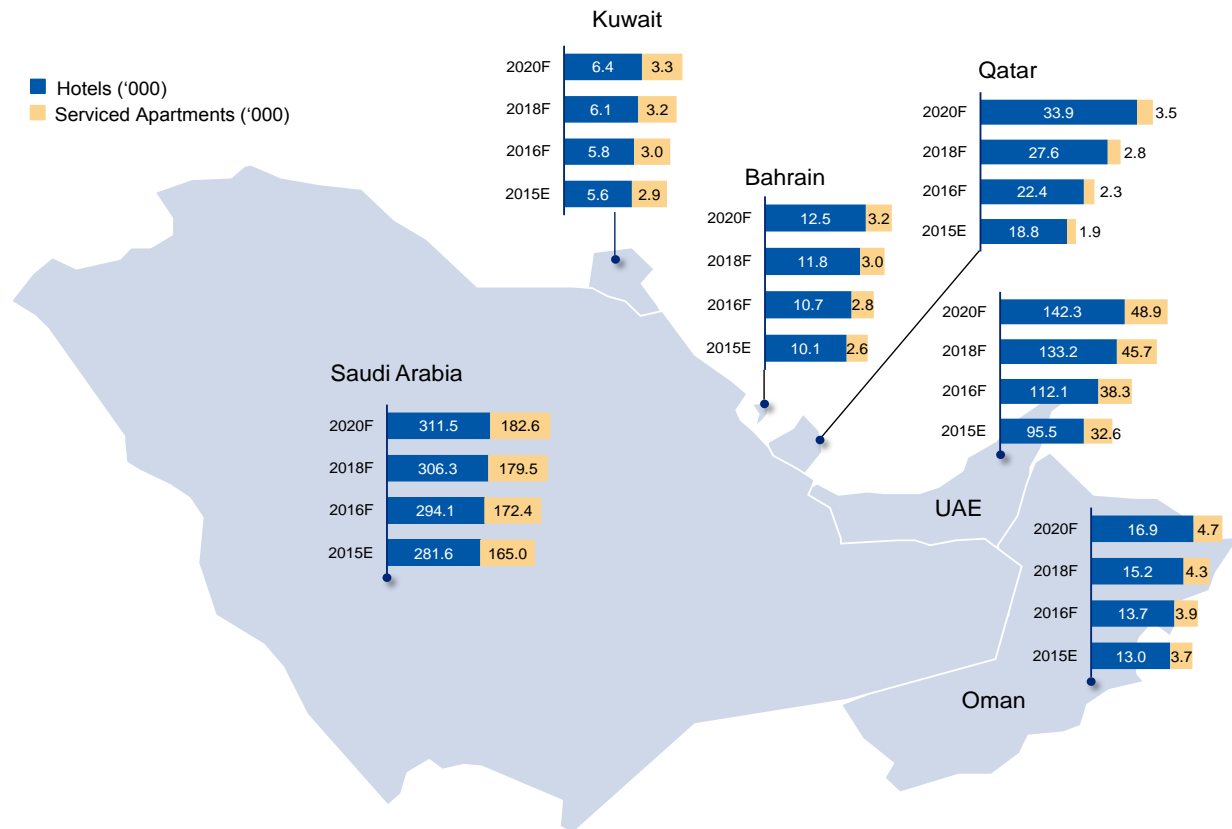 Kuwait
2020F 6.4 3.3
2018F 6.1 3.2
2016F 5.8 3.0
2015E 5.6 2.9
Hotels (‘000)
Serviced Apartments (‘000)
Qatar
2020F 33.9 3.5
2018F 27.6 2.8
2016F 22.4 2.3
2015E 18.8 1.9
Bahrain
2020F 12.5 3.2
2018F 11.8 3.0
2016F 10.7 2.8
2015E 10.1 2.6
2020F 142.3 48.9
2018F 133.2 45.7
2016F 112.1 38.3
2015E 95.5 32.6
UAE
Saudi Arabia
2020F 311.5 182.6
2018F 306.3 179.5
2016F 294.1 172.4
2015E 281.6 165.0
2020F 16.9 4.7
2018F 15.2 4.3
2016F 13.7 3.9
2015E 13.0 3.7
Oman